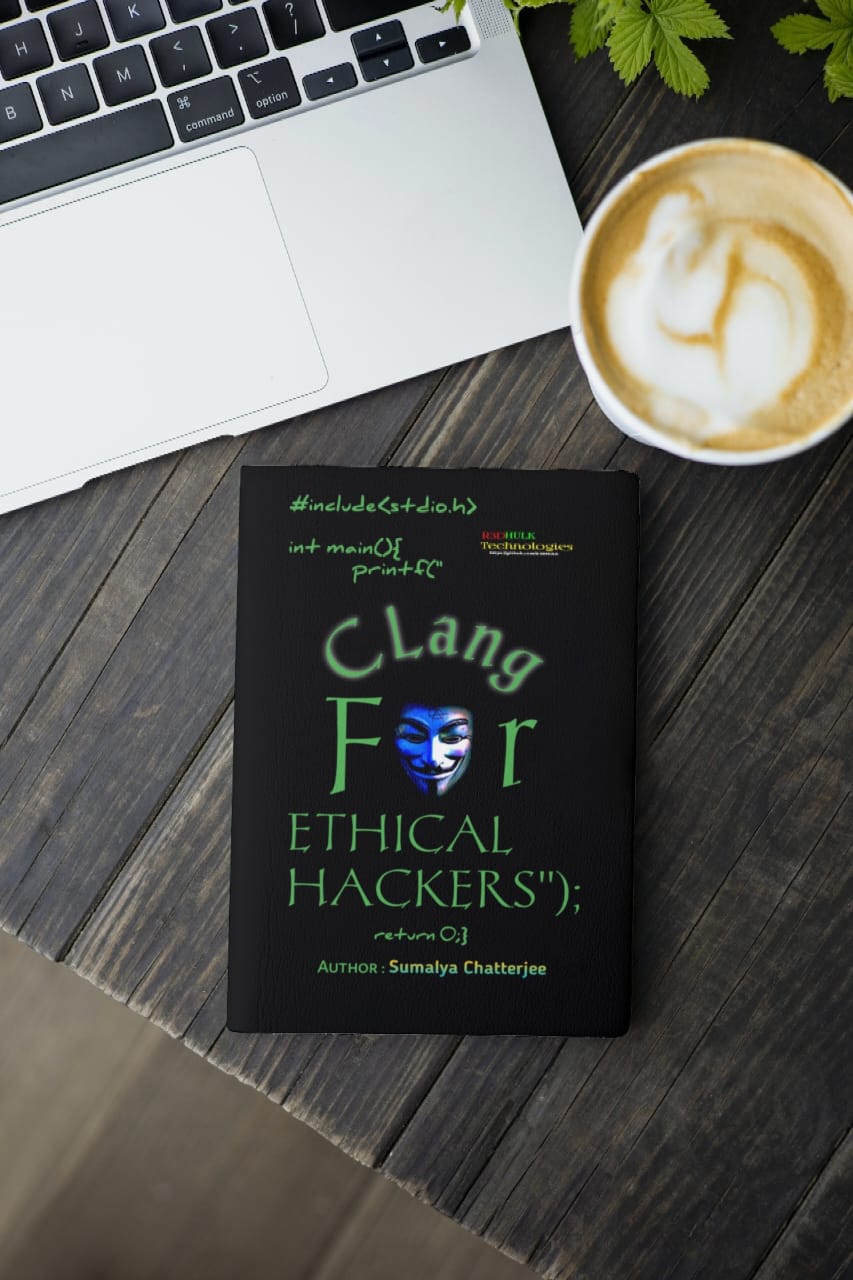 H
J
K
B
N
M
<
,
>
.
?
/
⌘
command
⌥
option
#include<stdio.h>
R3DHULK
Technologies
int main(){
printf("
CLang
For
ETHICAL
HACKERS");
return 0;}
AUTHOR : Sumalya Chatterjee